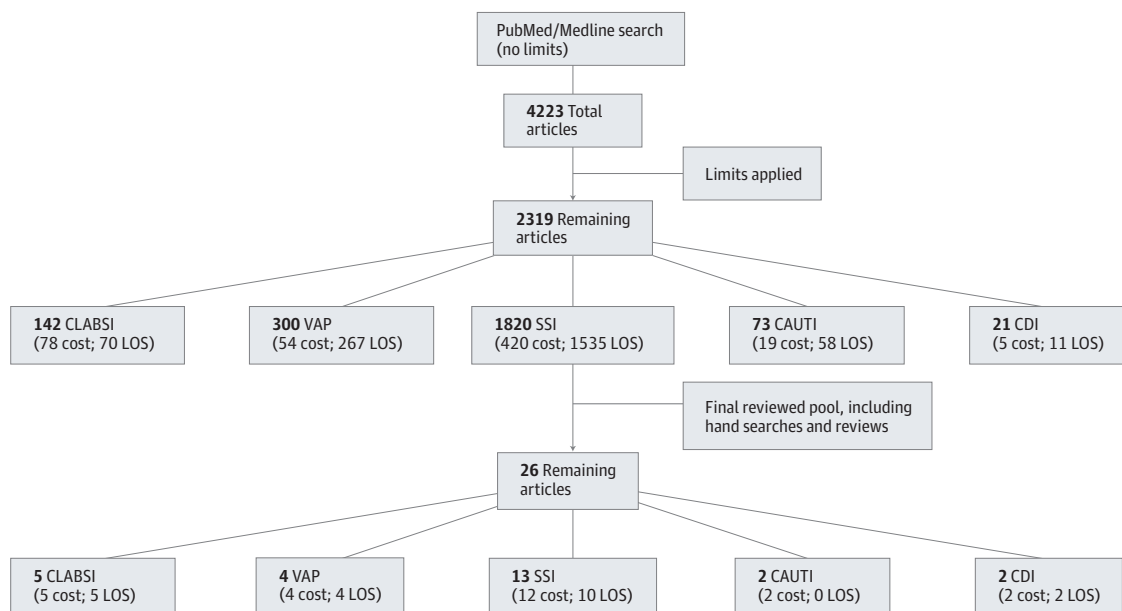 PubMed/Medline search
(no limits)
4223 Total
articles
Limits applied
2319 Remaining
articles
142 CLABSI
(78 cost; 70 LOS)
300 VAP
(54 cost; 267 LOS)
1820 SSI
(420 cost; 1535 LOS)
73 CAUTI
(19 cost; 58 LOS)
21 CDI
(5 cost; 11 LOS)
Final reviewed pool, including
hand searches and reviews
26 Remaining
articles
5 CLABSI
(5 cost; 5 LOS)
4 VAP
(4 cost; 4 LOS)
13 SSI
(12 cost; 10 LOS)
2 CAUTI
(2 cost; 0 LOS)
2 CDI
(2 cost; 2 LOS)